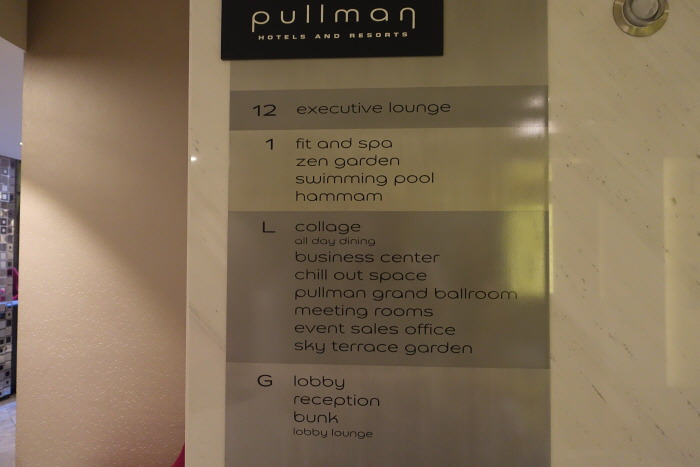 pullman
HOTELS AND RESORTS
12 executive lounge
1 fit and spa
zen garden
swimming pool
hammam
L collage
all day dining
business center
chill out space
pullman grand ballroom
meeting rooms
event sales office
sky terrace garden
G lobby
reception
bunk
lobby lounge